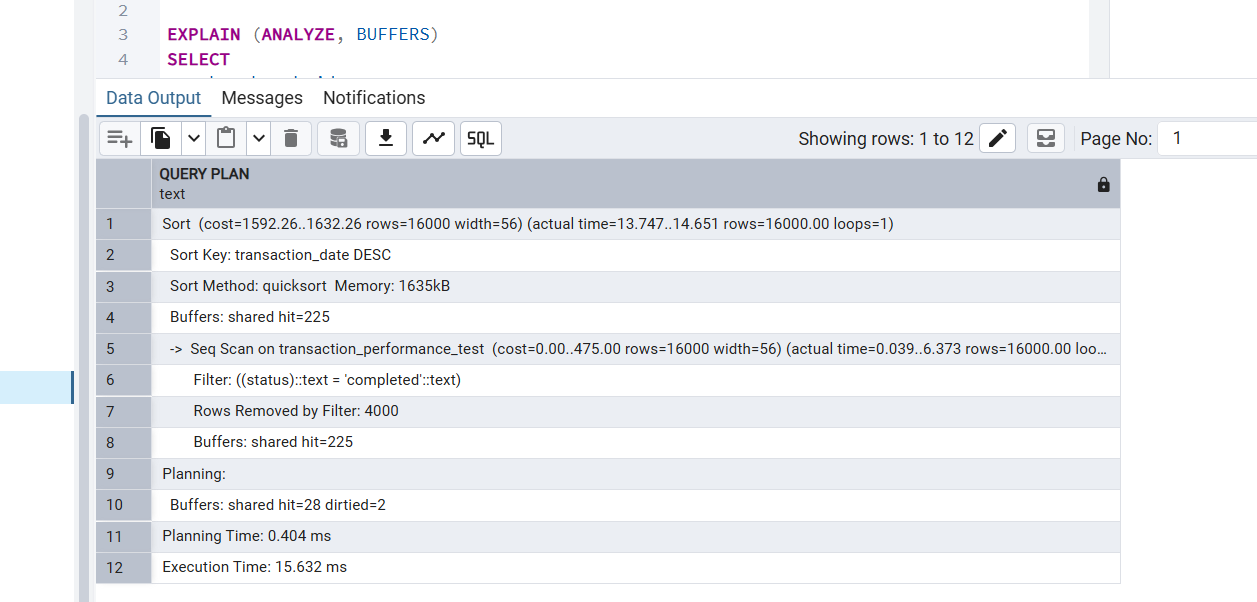 2
3 EXPLAIN (ANALYZE, BUFFERS)
4 SELECT
Data Output Messages Notifications
SQL Showing rows: 1 to 12 Page No: 1
QUERY PLAN
text
1 Sort (cost=1592.26..1632.26 rows=16000 width=56) (actual time=13.747..14.651 rows=16000.00 loops=1)
2 Sort Key: transaction_date DESC
3 Sort Method: quicksort Memory: 1635kB
4 Buffers: shared hit=225
5 -> Seq Scan on transaction_performance_test (cost=0.00..475.00 rows=16000 width=56) (actual time=0.039..6.373 rows=16000.00 loo...
6 Filter: ((status)::text = 'completed'::text)
7 Rows Removed by Filter: 4000
8 Buffers: shared hit=225
9 Planning:
10 Buffers: shared hit=28 dirtied=2
11 Planning Time: 0.404 ms
12 Execution Time: 15.632 ms